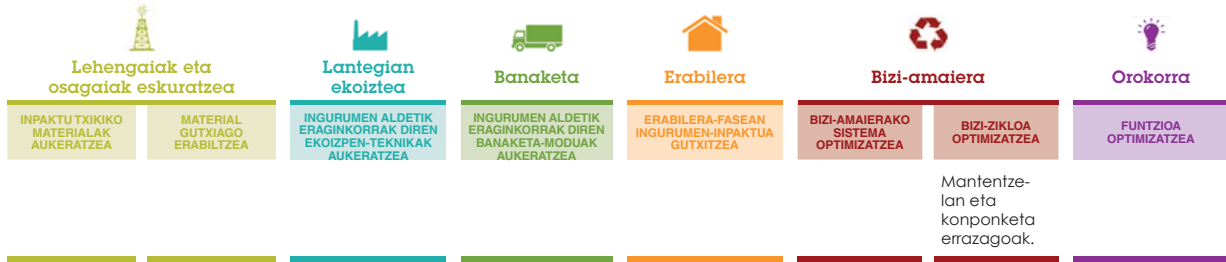 Lehengaiak eta
osagaiak eskuratzea
Lantegian
ekoiztea
Banaketa
Erabilera
Bizi-amaiera
Orokorra
INPAKTU TXIKIKO
MATERIALAK
AUKERATZEA
MATERIAL
GUTXIAGO
ERABILTZEA
INGURUMEN ALDETIK
ERAGINKORRAK DIREN
EKOIZPEN-TEKNIKAK
AUKERATZEA
INGURUMEN ALDETIK
ERAGINKORRAK DIREN
BANAKETA-MODUAK
AUKERATZEA
ERABILERA-FASEAN
INGURUMEN-INPAKTUA
GUTXITZEA
BIZI-AMAIERAKO
SISTEMA
OPTIMIZATZEA
BIZI-ZIKLOA
OPTIMIZATZEA
FUNTZIOA
OPTIMIZATZEA
Mantentze-
lan eta
konponketa
errazagoak.